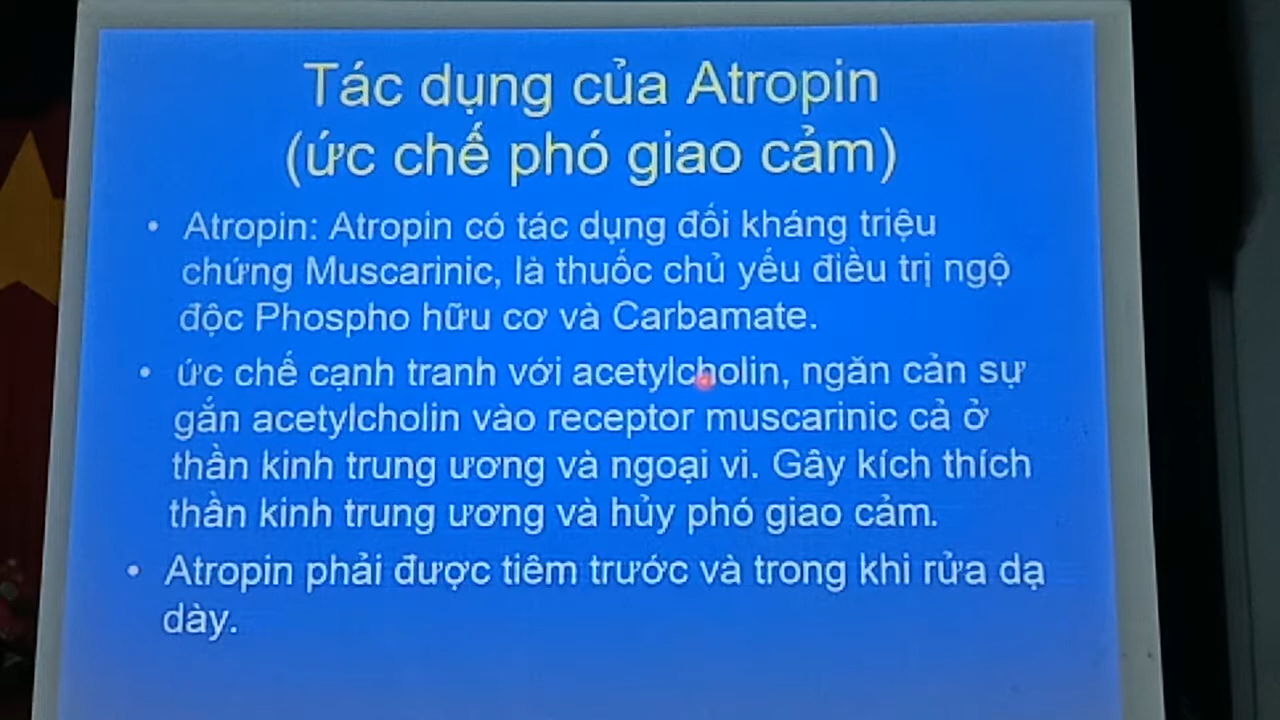 Tác dụng của Atropin
(ức chế phó giao cảm)
• Atropin: Atropin có tác dụng đối kháng triệu
chứng Muscarinic, là thuốc chủ yếu điều trị ngộ
độc Phospho hữu cơ và Carbamate.
• ức chế cạnh tranh với acetylcholin, ngăn cản sự
gắn acetylcholin vào receptor muscarinic cả ở
thần kinh trung ương và ngoại vi. Gây kích thích
thần kinh trung ương và hủy phó giao cảm.
• Atropin phải được tiêm trước và trong khi rửa dạ
dày.